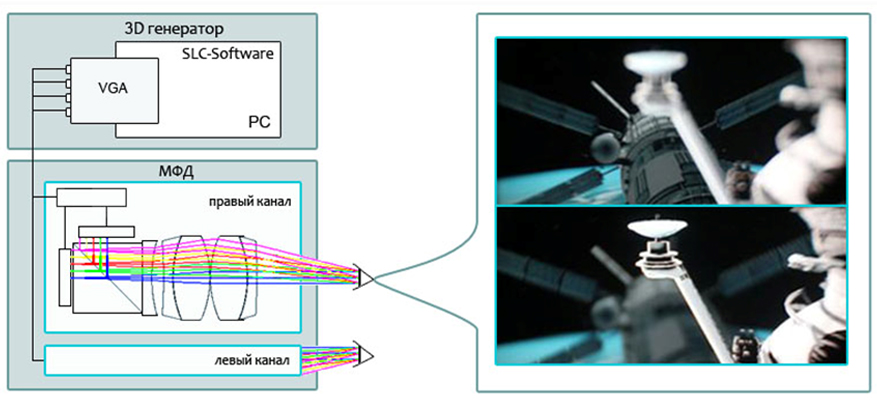 3D генератор
SLC-Software
VGA
PC
МФД
правый канал
левый канал